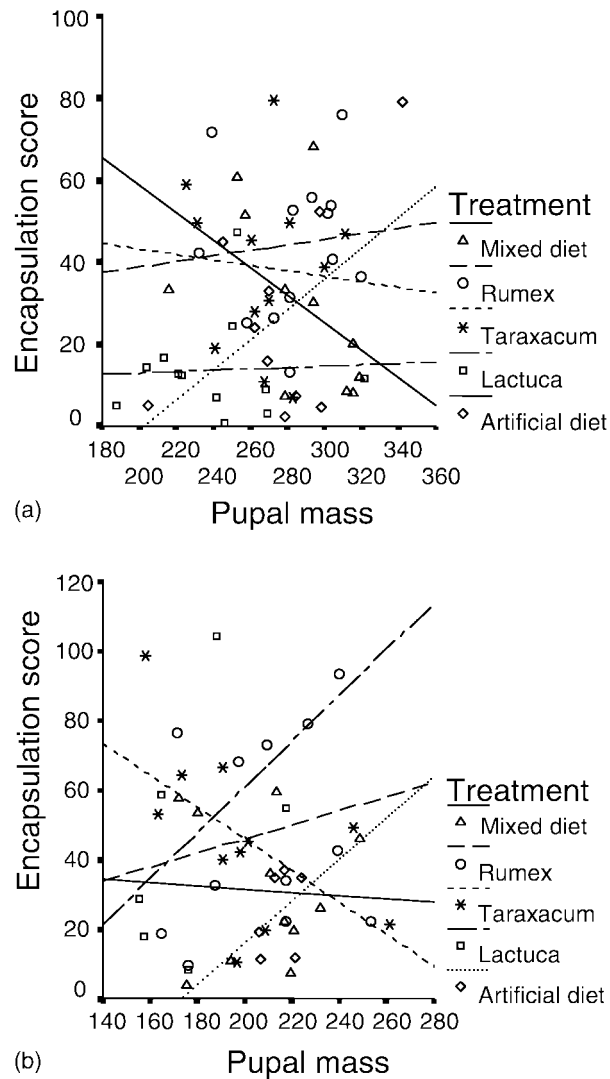 100
80
60
40
20
0
Encapsulation score
180 220 260 300 340
200 240 280 320 360
Pupal mass
Treatment
Mixed diet
Rumex
Taraxacum
Lactuca
Artificial diet
(a)
120
100
80
60
40
20
0
Encapsulation score
140 160 180 200 220 240 260 280
Pupal mass
Treatment
Mixed diet
Rumex
Taraxacum
Lactuca
Artificial diet
(b)